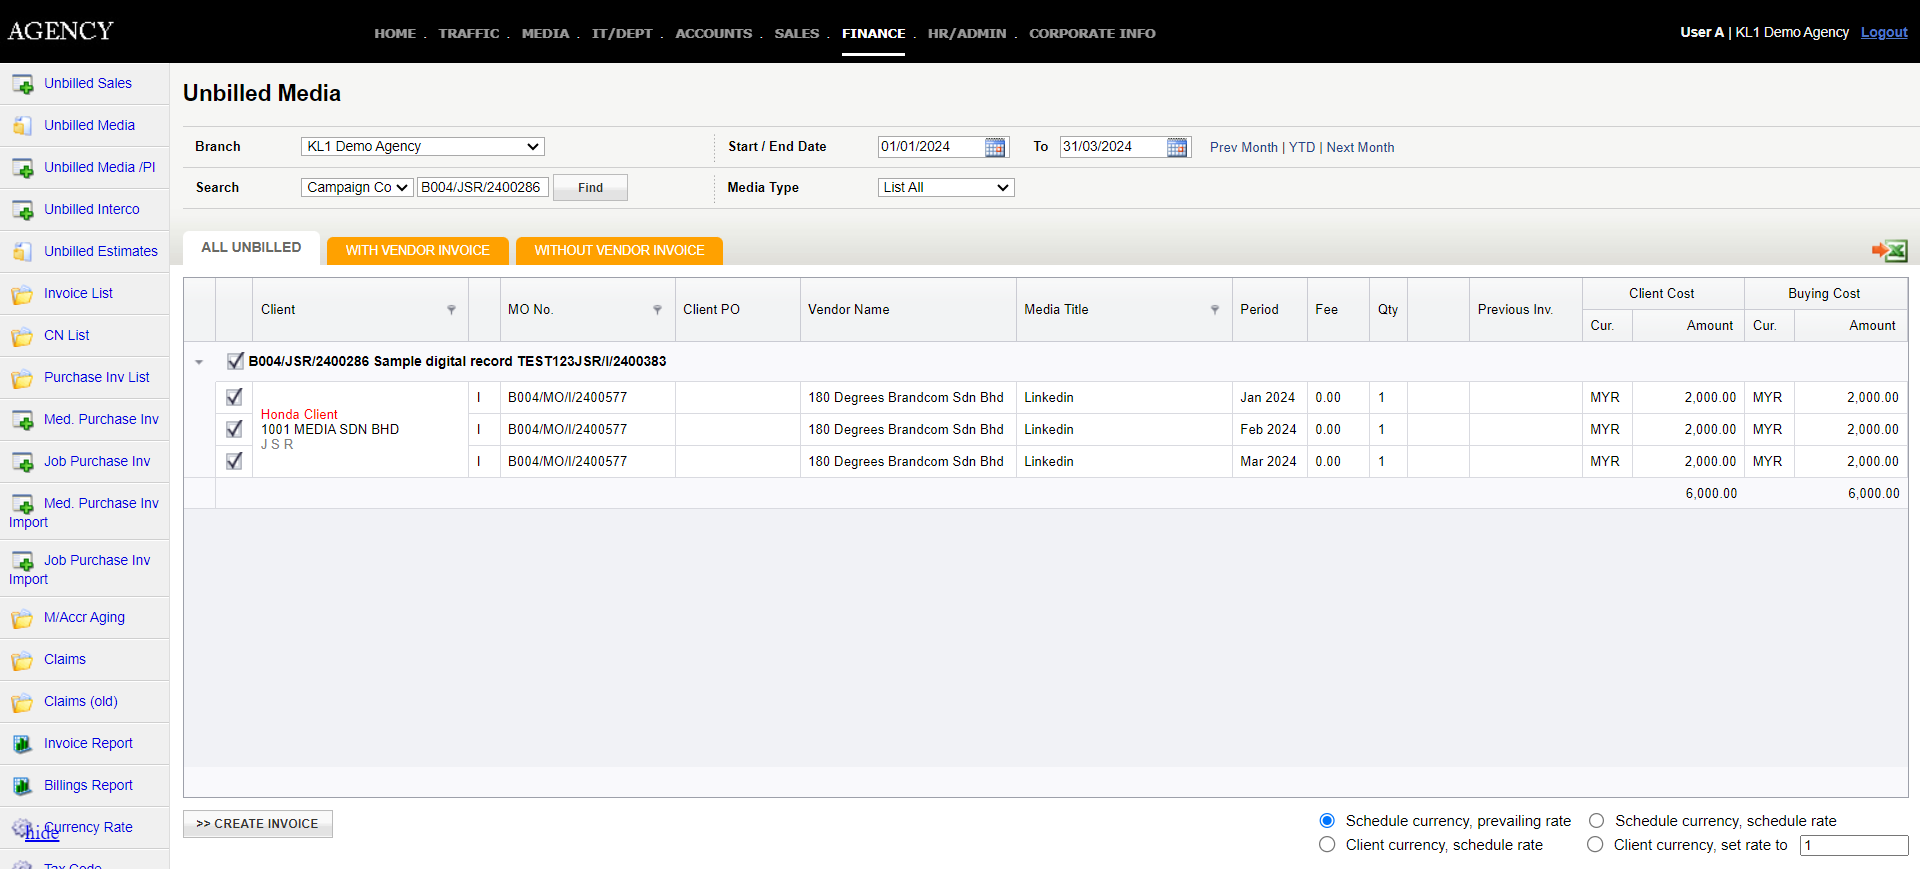 AGENCY
HOME . TRAFFIC . MEDIA . IT/DEPT . ACCOUNTS . SALES . FINANCE . HR/ADMIN . CORPORATE INFO
User A | KL1 Demo Agency Logout
Unbilled Sales
Unbilled Media
Unbilled Media /PI
Unbilled Interco
Unbilled Estimates
Invoice List
CN List
Purchase Inv List
Med. Purchase Inv
Job Purchase Inv
Med. Purchase Inv
Import
Job Purchase Inv
Import
M/Accr Aging
Claims
Claims (old)
Invoice Report
Billings Report
Currency Rate
hide
Tax Code
Unbilled Media
Branch KL1 Demo Agency Start / End Date 01/01/2024 To 31/03/2024 Prev Month | YTD | Next Month
Search Campaign Co B004/JSR/2400286 Find Media Type List All
ALL UNBILLED WITH VENDOR INVOICE WITHOUT VENDOR INVOICE
Client MO No. Client PO Vendor Name Media Title Period Fee Qty Previous Inv. Client Cost Buying Cost
Cur. Amount Cur. Amount
B004/JSR/2400286 Sample digital record TEST123JSR/I/2400383
Honda Client
1001 MEDIA SDN BHD
J S R
I B004/MO/I/2400577 180 Degrees Brandcom Sdn Bhd Linkedin Jan 2024 0.00 1 MYR 2,000.00 MYR 2,000.00
I B004/MO/I/2400577 180 Degrees Brandcom Sdn Bhd Linkedin Feb 2024 0.00 1 MYR 2,000.00 MYR 2,000.00
I B004/MO/I/2400577 180 Degrees Brandcom Sdn Bhd Linkedin Mar 2024 0.00 1 MYR 2,000.00 MYR 2,000.00
6,000.00 6,000.00
>> CREATE INVOICE
Schedule currency, prevailing rate Schedule currency, schedule rate
Client currency, schedule rate Client currency, set rate to 1